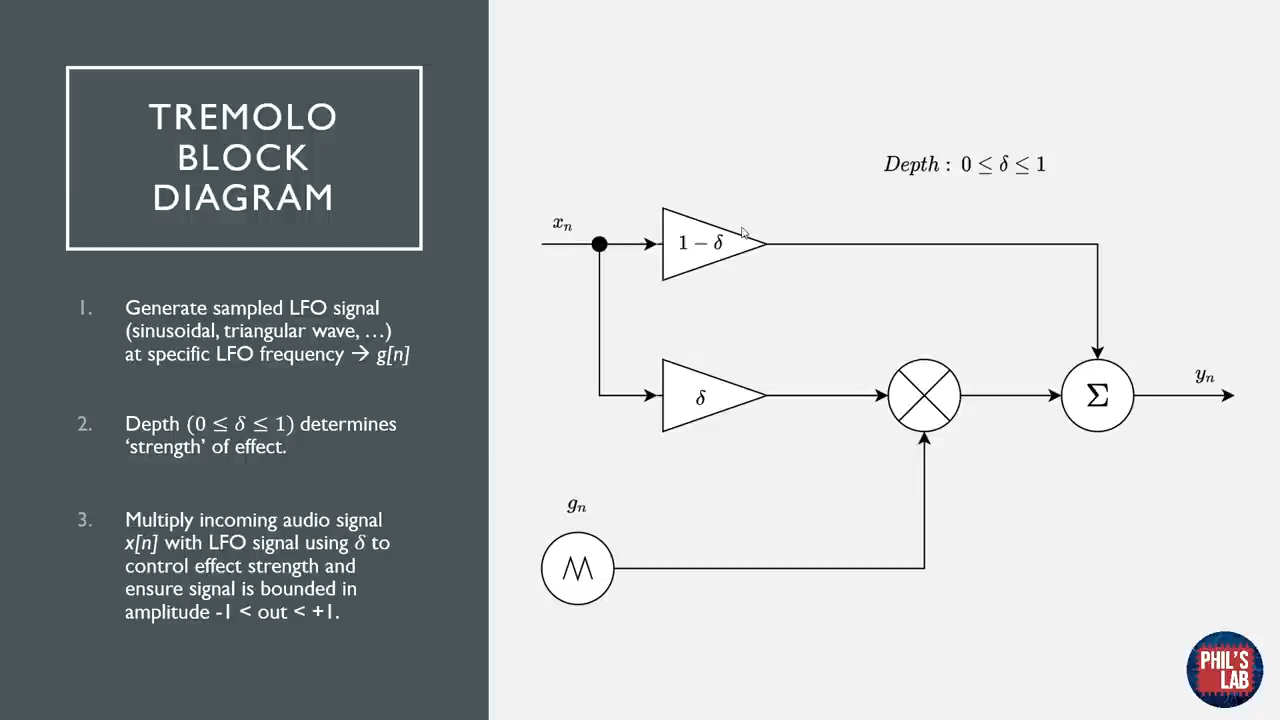 TREMOLO
BLOCK
DIAGRAM
1. Generate sampled LFO signal
(sinusoidal, triangular wave, …)
at specific LFO frequency → g[n]
2. Depth (0 ≤ δ ≤ 1) determines
‘strength’ of effect.
3. Multiply incoming audio signal
x[n] with LFO signal using δ to
control effect strength and
ensure signal is bounded in
amplitude -1 < out < +1.
Depth : 0 ≤ δ ≤ 1
xₙ
1 − δ
δ
Σ
yₙ
gₙ
PHIL'S
LAB